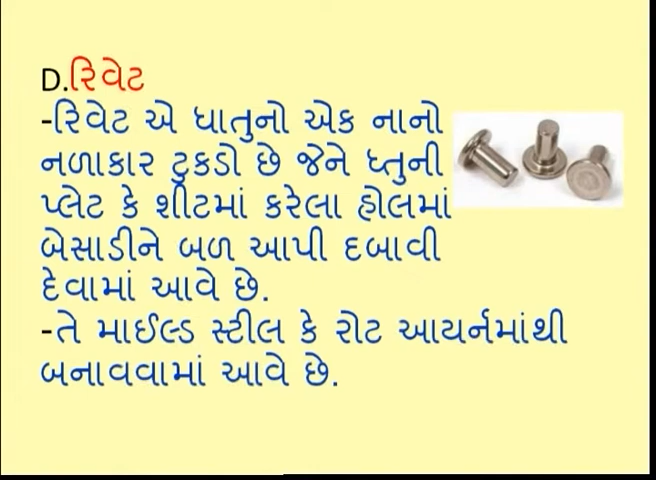 D.રિવેટ
-રિવેટ એ ધાતુનો એક નાનો
નળાકાર ટુકડો છે જેને ધ્તુની
પ્લેટ કે શીટમાં કરેલા હોલમાં
બેસાડીને બળ આપી દબાવી
દેવામાં આવે છે.
-તે માઈલ્ડ સ્ટીલ કે રોટ આયર્નમાંથી
બનાવવામાં આવે છે.